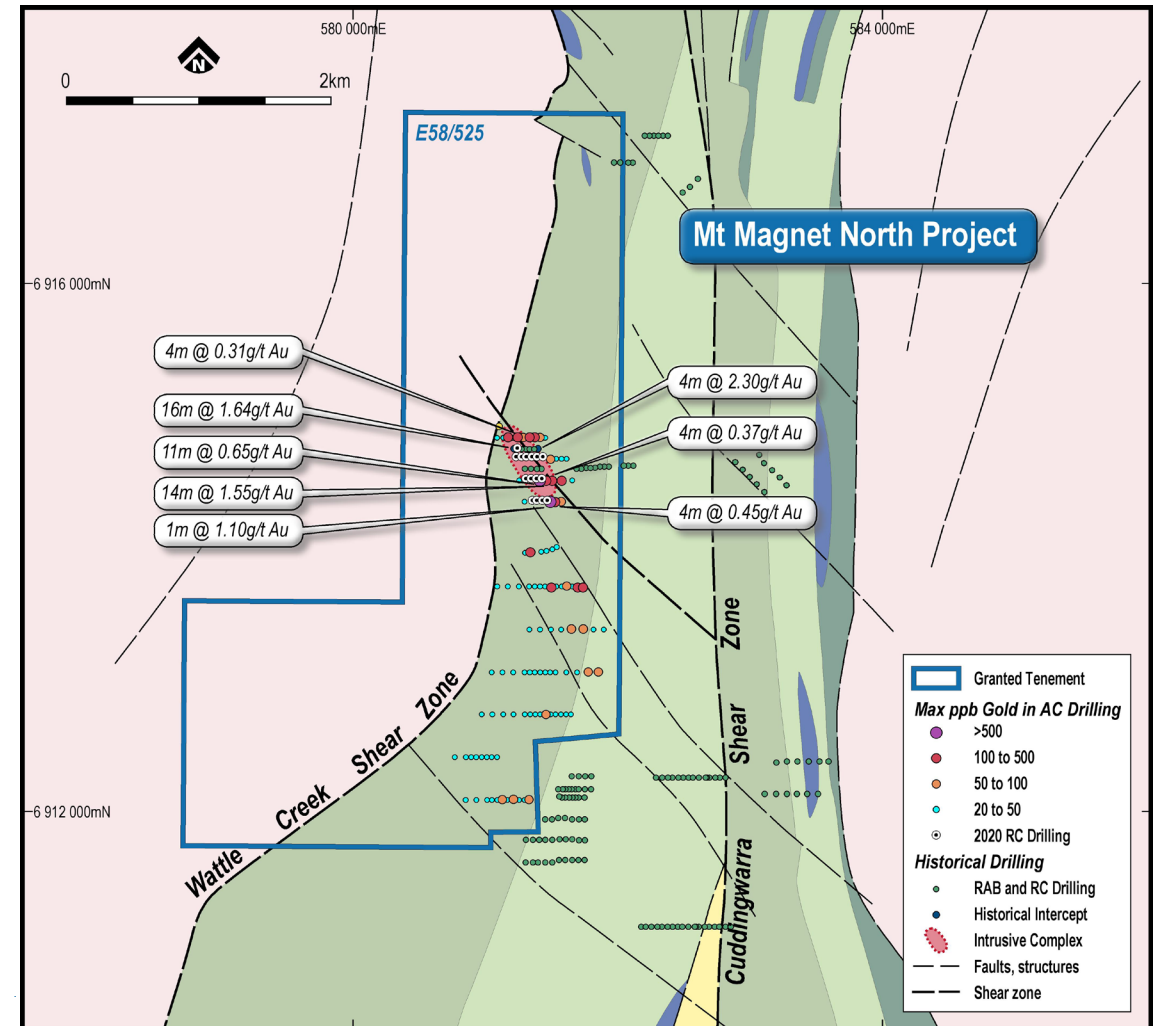 580 000mE
584 000mE
N
0 2km
E58/525
Mt Magnet North Project
6 916 000mN
4m @ 0.31g/t Au
16m @ 1.64g/t Au
11m @ 0.65g/t Au
14m @ 1.55g/t Au
1m @ 1.10g/t Au
4m @ 2.30g/t Au
4m @ 0.37g/t Au
4m @ 0.45g/t Au
Wattle Creek Shear Zone
Cuddingwarra Shear Zone
6 912 000mN
Granted Tenement
Max ppb Gold in AC Drilling
>500
100 to 500
50 to 100
20 to 50
2020 RC Drilling
Historical Drilling
RAB and RC Drilling
Historical Intercept
Intrusive Complex
Faults, structures
Shear zone